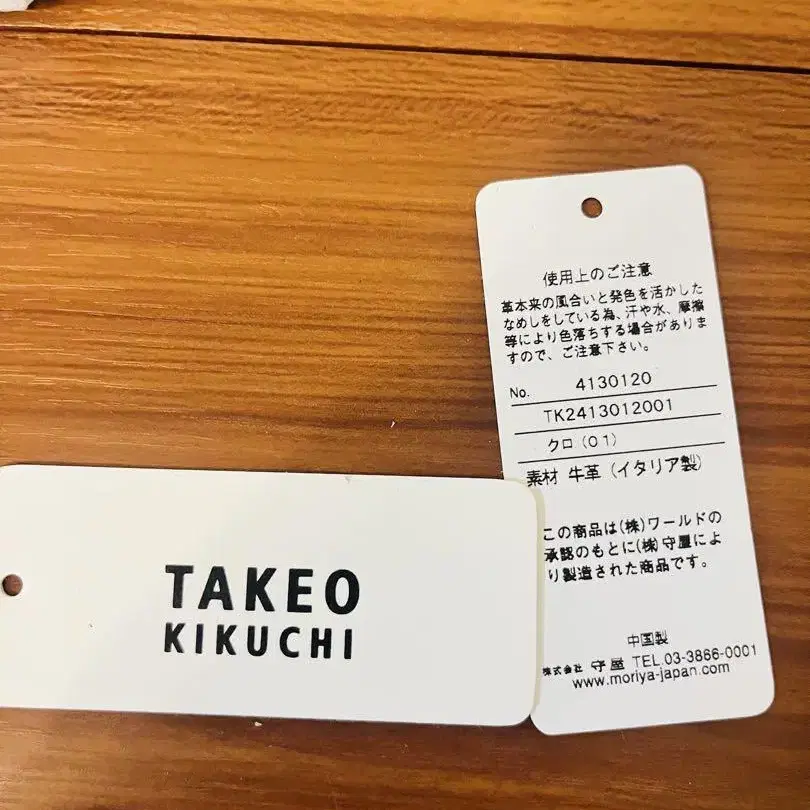 使用上のご注意
革本来の風合いと発色を活かした
なめしをしている為、汗や水、摩擦
等により色落ちする場合がありま
すので、ご注意下さい。
No. 4130120
TK2413012001
クロ（01）
素材 牛革（イタリア製）
この商品は(株)ワールドの
承認のもとに(株)守屋によ
り製造された商品です。
中国製
株式会社 守屋 TEL 03-3866-0001
www.moriya-japan.com
TAKEO
KIKUCHI